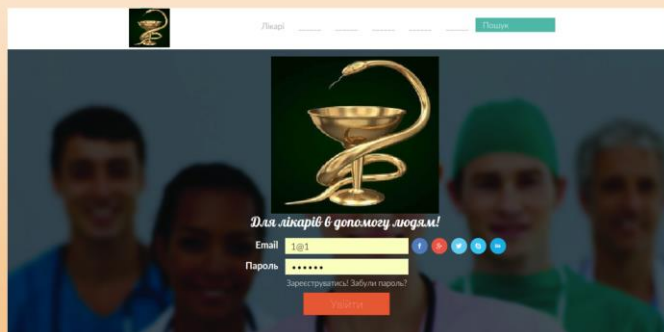 Лікарі
Пошук
Для лікарів в допомогу людям!
Email 1@1
Пароль ••••••
Зареєструватись! Забули пароль?
Увійти